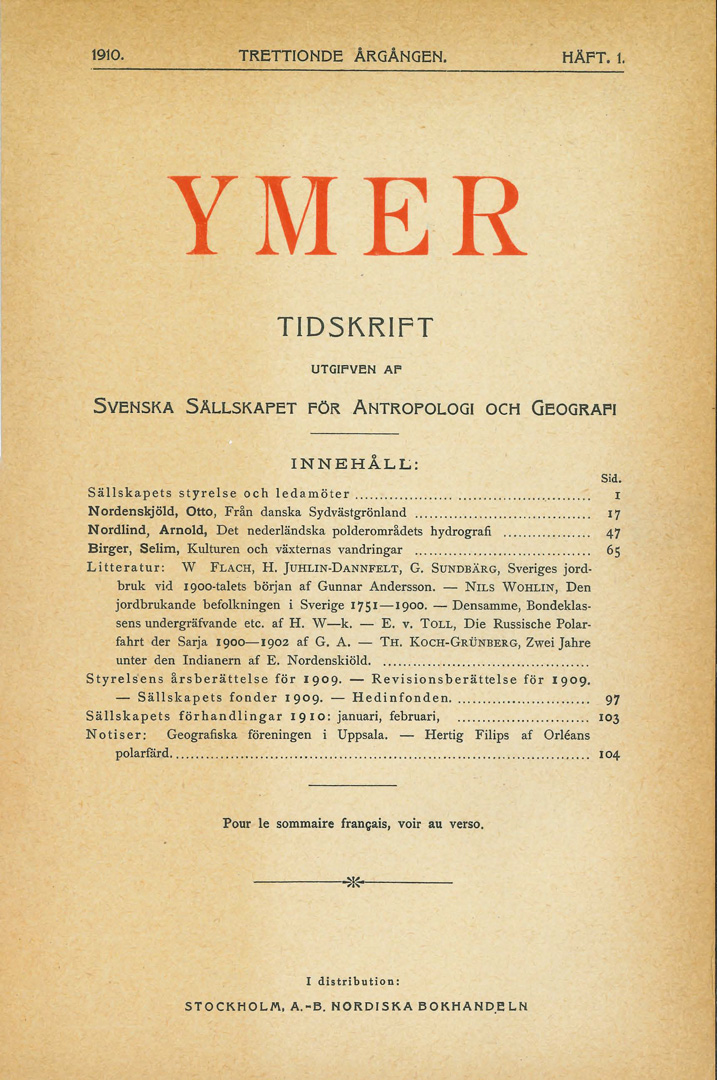 1910. TRETTIONDE ÅRGÅNGEN. HÄFT. 1.
YMER
TIDSKRIFT
UTGIFVEN AF
SVENSKA SÄLLSKAPET FÖR ANTROPOLOGI OCH GEOGRAFI
INNEHÅLL:
Sid.
Sällskapets styrelse och ledamöter ........................................................ 1
Nordenskjöld, Otto, Från danska Sydvästgrönland ........................................ 17
Nordlind, Arnold, Det nederländska polderområdets hydrografi ................... 47
Birger, Selim, Kulturen och växternas vandringar ........................................ 65
Litteratur: W FLACH, H. JUHLIN-DANNFELT, G. SUNDBÄRG, Sveriges jord-
bruk vid 1900-talets början af Gunnar Andersson. — NILS WOHLIN, Den
jordbrukande befolkningen i Sverige 1751—1900. — Densamme, Bondeklas-
sens undergräfvande etc. af H. W—k. — E. v. TOLL, Die Russische Polar-
fahrt der Sarja 1900—1902 af G. A. — TH. KOCH-GRÜNBERG, Zwei Jahre
unter den Indianern af E. Nordenskiöld. ...............................................
Styrelsens årsberättelse för 1909. — Revisionsberättelse för 1909.
— Sällskapets fonder 1909. — Hedinfonden. ............................... 97
Sällskapets förhandlingar 1910: januari, februari, .............................. 103
Notiser: Geografiska föreningen i Uppsala. — Hertig Filips af Orléans
polarfärd. ................................................................................................ 104
Pour le sommaire français, voir au verso.
I distribution:
STOCKHOLM, A.-B. NORDISKA BOKHANDELN